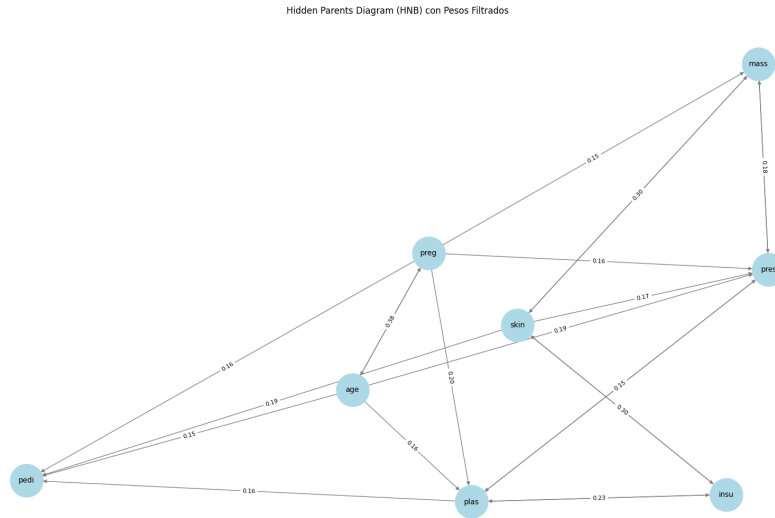 Hidden Parents Diagram (HNB) con Pesos Filtrados
mass
0.15
0.18
0.30
preg
0.16
pres
0.17
skin
0.19
0.38
0.16
0.20
0.15
age
0.19
0.30
0.15
0.16
pedi
0.16
plas
0.23
insu